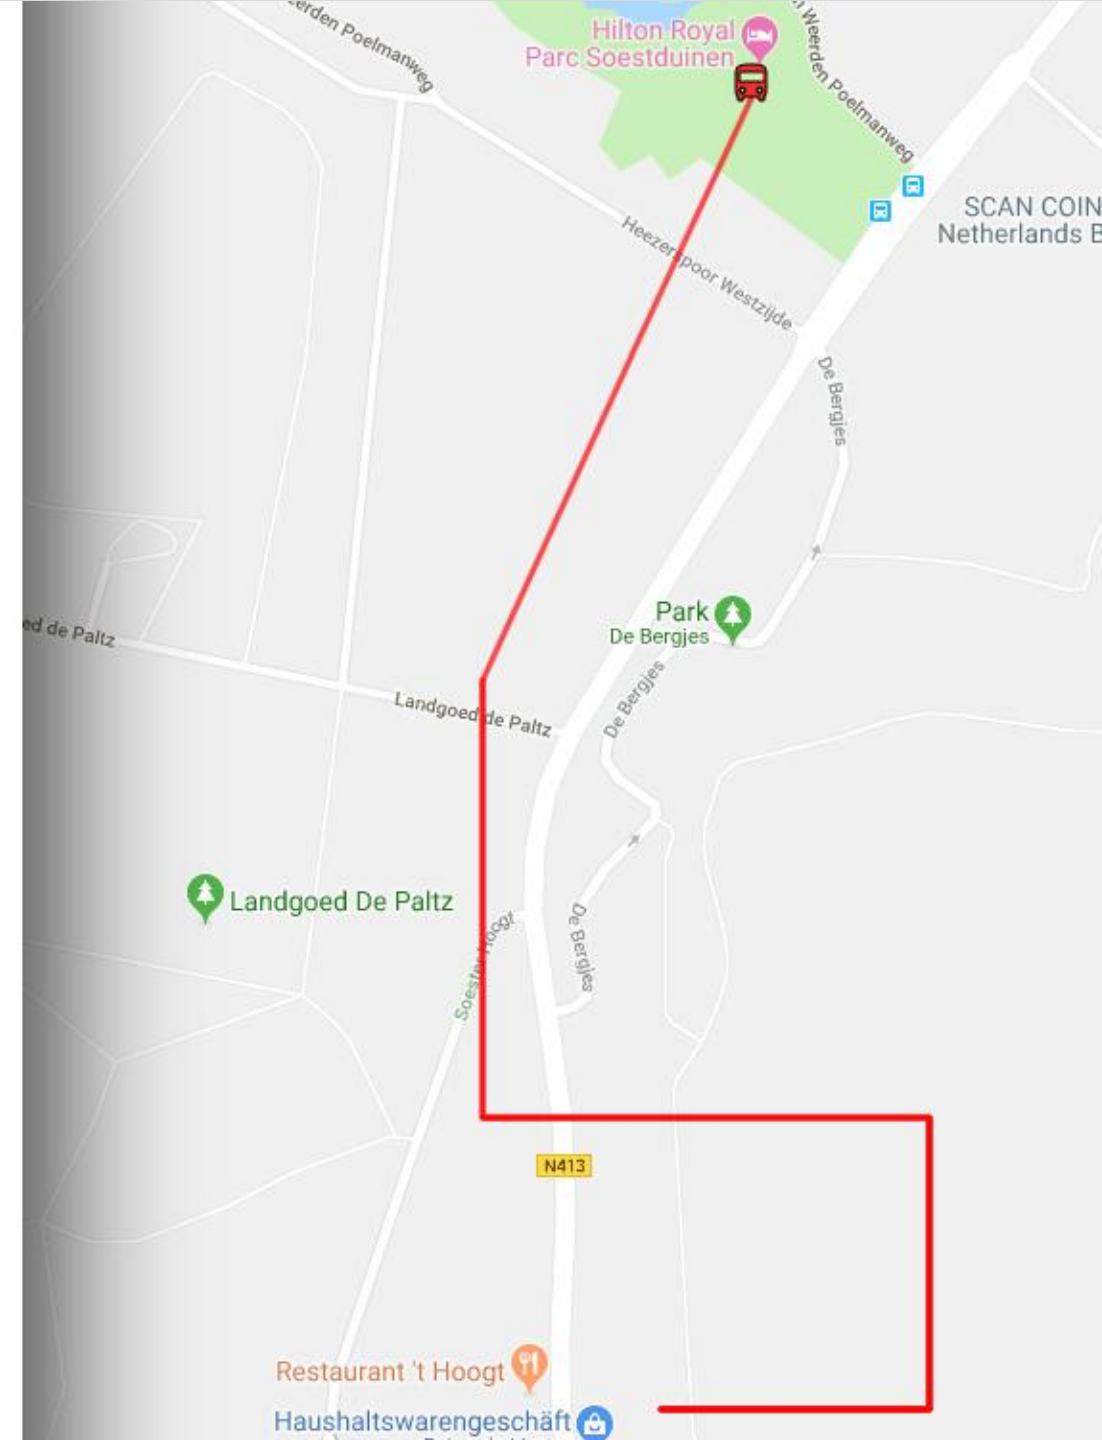 erden Poelmanweg
Hilton Royal
Parc Soestduinen
n Weerden Poelmanweg
SCAN COIN
Netherlands B
Heezerspoor Westzijde
De Bergjes
Park
De Bergjes
ed de Paltz
Landgoed de Paltz
De Bergjes
Landgoed De Paltz
Soester Hoogt
De Bergjes
N413
Restaurant 't Hoogt
Haushaltswarengeschäft